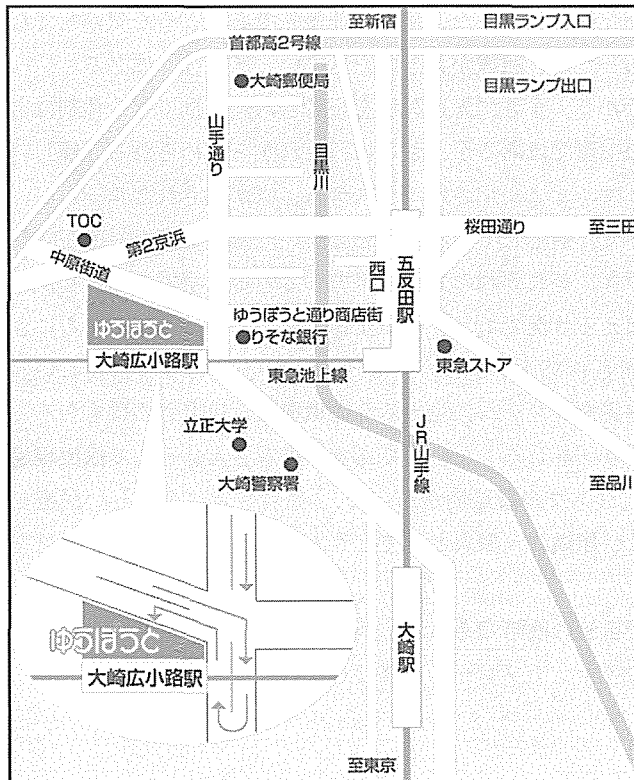 至新宿
目黒ランプ入口
首都高2号線
大崎郵便局
目黒ランプ出口
山手通り
目黒川
TOC
第2京浜
中原街道
桜田通り
至三田
西口
五反田駅
ゆうぽうと
ゆうぽうと通り商店街
りそな銀行
大崎広小路駅
東急池上線
東急ストア
立正大学
大崎警察署
JR山手線
至品川
ゆうぽうと
大崎広小路駅
大崎駅
至東京